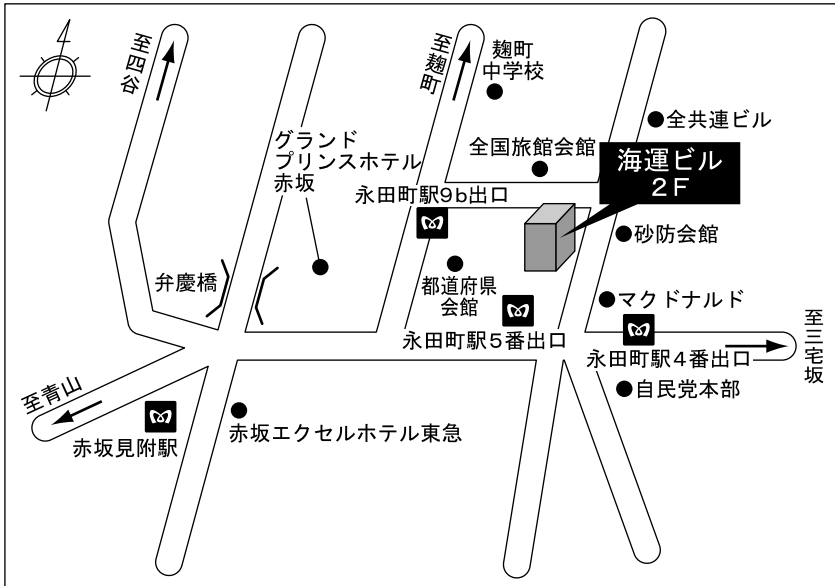 至四谷
至麹町
麹町
中学校
全共連ビル
グランド
プリンスホテル
赤坂
全国旅館会館
海運ビル
2F
永田町駅9b出口
砂防会館
弁慶橋
都道府県
会館
マクドナルド
永田町駅5番出口
永田町駅4番出口
至三宅坂
至青山
自民党本部
赤坂見附駅
赤坂エクセルホテル東急